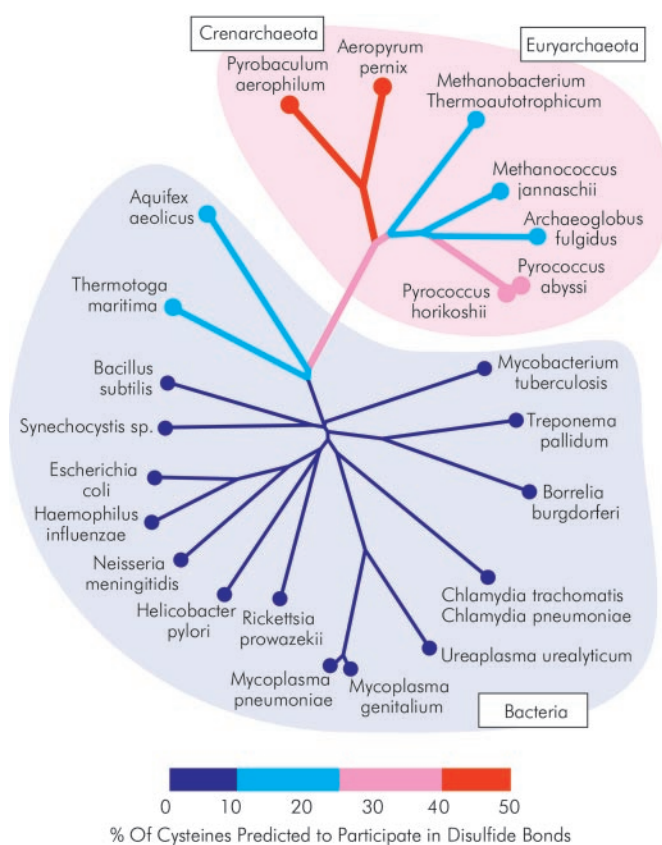 Crenarchaeota
Euryarchaeota
Pyrobaculum
aerophilum
Aeropyrum
pernix
Methanobacterium
Thermoautotrophicum
Methanococcus
jannaschii
Archaeoglobus
fulgidus
Pyrococcus
abyssi
Pyrococcus
horikoshii
Aquifex
aeolicus
Thermotoga
maritima
Bacillus
subtilis
Synechocystis sp.
Escherichia
coli
Haemophilus
influenzae
Neisseria
meningitidis
Helicobacter
pylori
Rickettsia
prowazekii
Mycoplasma
pneumoniae
Mycoplasma
genitalium
Ureaplasma urealyticum
Chlamydia trachomatis
Chlamydia pneumoniae
Borrelia
burgdorferi
Treponema
pallidum
Mycobacterium
tuberculosis
Bacteria
0 10 20 30 40 50
% Of Cysteines Predicted to Participate in Disulfide Bonds